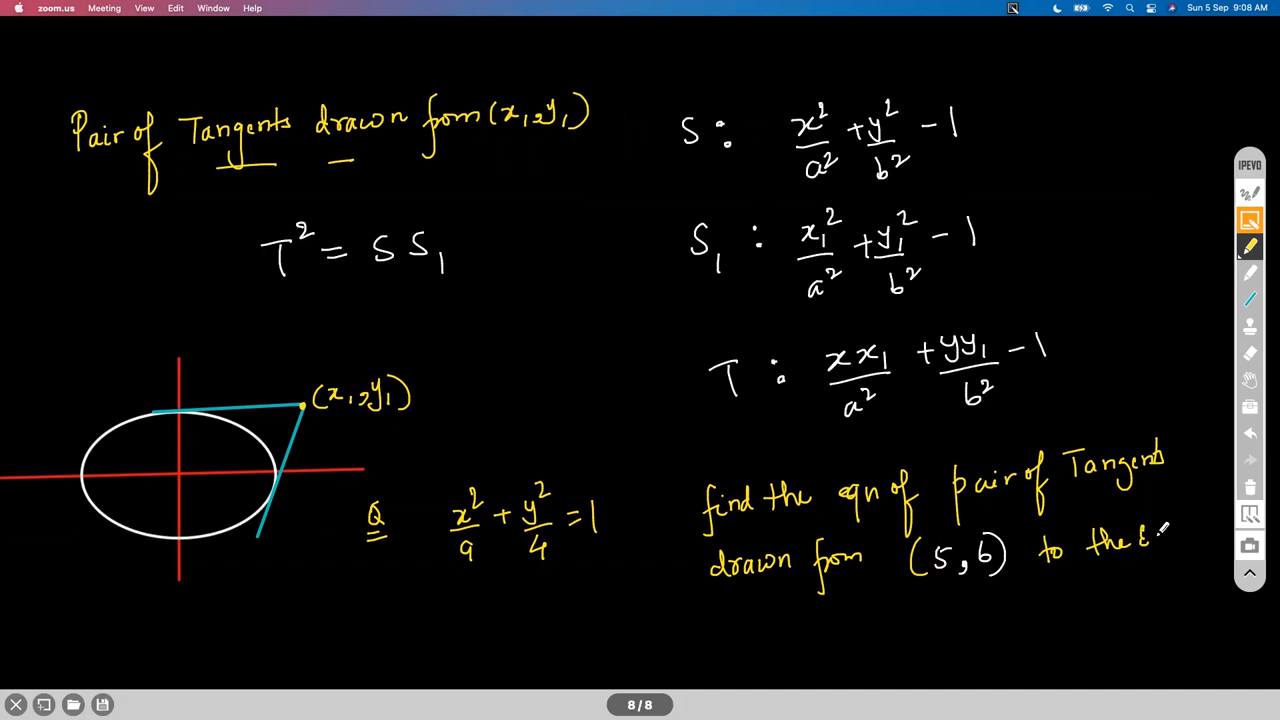 zoom.us Meeting View Edit Window Help Sun 5 Sep 9:08 AM
Pair of Tangents drawn from (x₁,y₁)
T² = S S₁
S : x²/a² + y²/b² - 1
S₁ : x₁²/a² + y₁²/b² - 1
T : xx₁/a² + yy₁/b² - 1
(x₁,y₁)
Q x²/9 + y²/4 = 1
find the eqn of pair of Tangents
drawn from (5,6) to the E
IPEVO
8/8